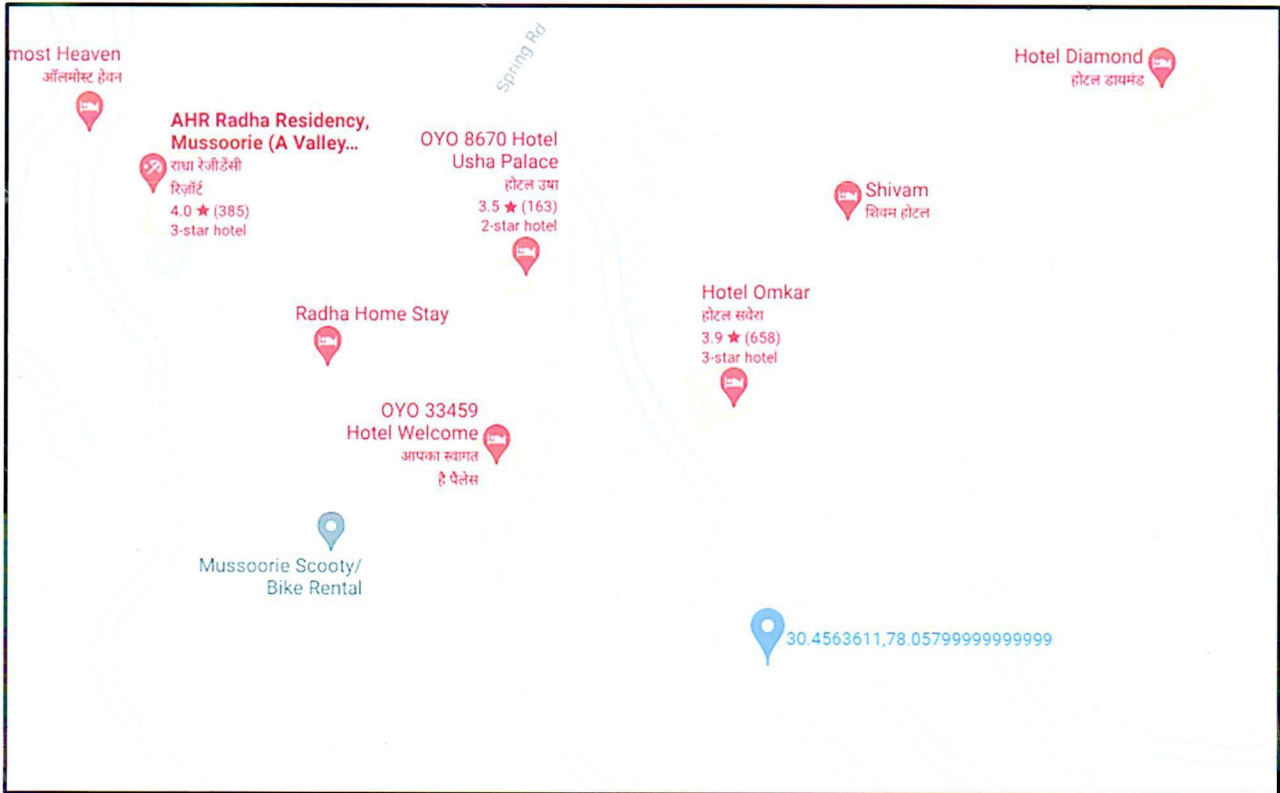 most Heaven
ऑलमोस्ट हेवन
Spring Rd
Hotel Diamond
होटल डायमंड
AHR Radha Residency,
Mussoorie (A Valley...
राधा रेजीडेंसी
रिज़ॉर्ट
4.0 ★ (385)
3-star hotel
OYO 8670 Hotel
Usha Palace
होटल उषा
3.5 ★ (163)
2-star hotel
Shivam
शिवम होटल
Radha Home Stay
Hotel Omkar
होटल सवेरा
3.9 ★ (658)
3-star hotel
OYO 33459
Hotel Welcome
आपका स्वागत
है पैलेस
Mussoorie Scooty/
Bike Rental
30.4563611,78.05799999999999